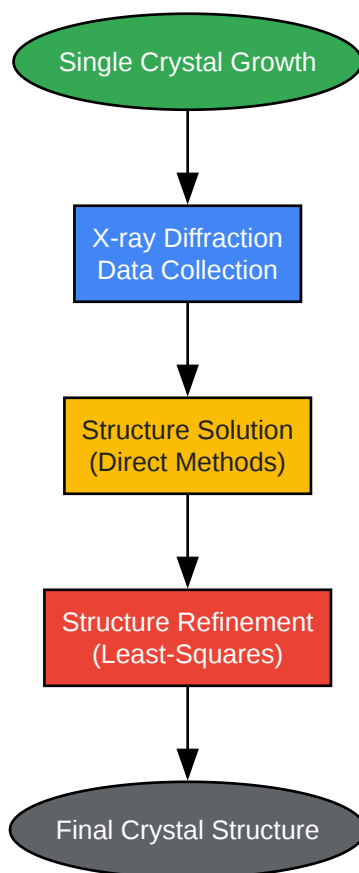 Single Crystal Growth
X-ray Diffraction
Data Collection
Structure Solution
(Direct Methods)
Structure Refinement
(Least-Squares)
Final Crystal Structure